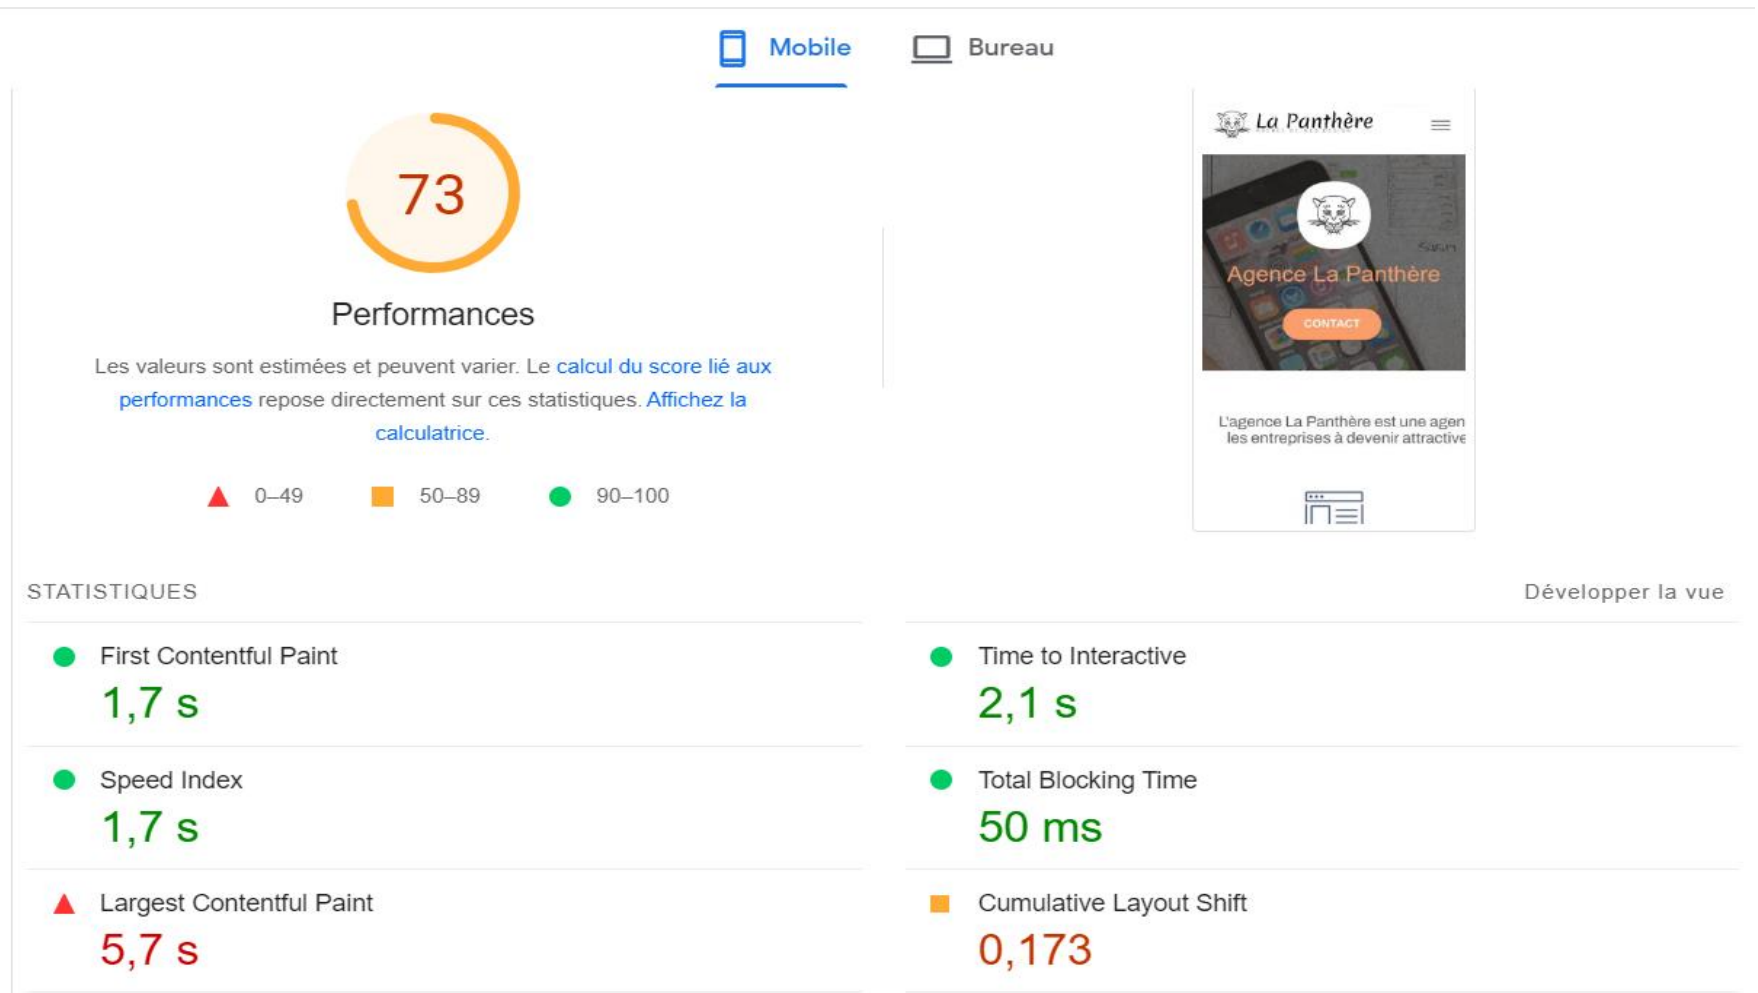 Mobile
Bureau
73
Performances
Les valeurs sont estimées et peuvent varier. Le calcul du score lié aux
performances repose directement sur ces statistiques. Affichez la
calculatrice.
0–49
50–89
90–100
La Panthère
Agence La Panthère
CONTACT
L'agence La Panthère est une agen
les entreprises à devenir attractive
STATISTIQUES
Développer la vue
First Contentful Paint
1,7 s
Time to Interactive
2,1 s
Speed Index
1,7 s
Total Blocking Time
50 ms
Largest Contentful Paint
5,7 s
Cumulative Layout Shift
0,173